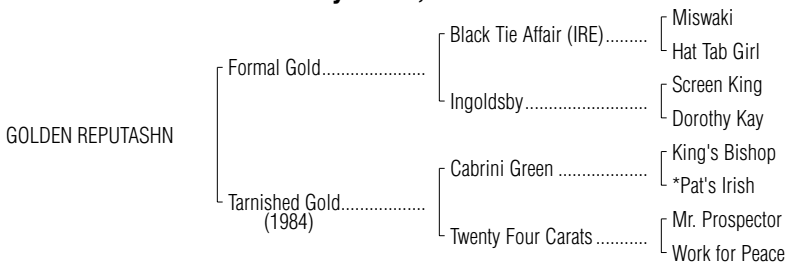 Miswaki
Black Tie Affair (IRE).........
Hat Tab Girl
Formal Gold......................
Screen King
Ingoldsby..........................
Dorothy Kay
GOLDEN REPUTASHN
King's Bishop
Cabrini Green ...................
*Pat's Irish
Tarnished Gold..................
(1984)
Mr. Prospector
Twenty Four Carats ...........
Work for Peace